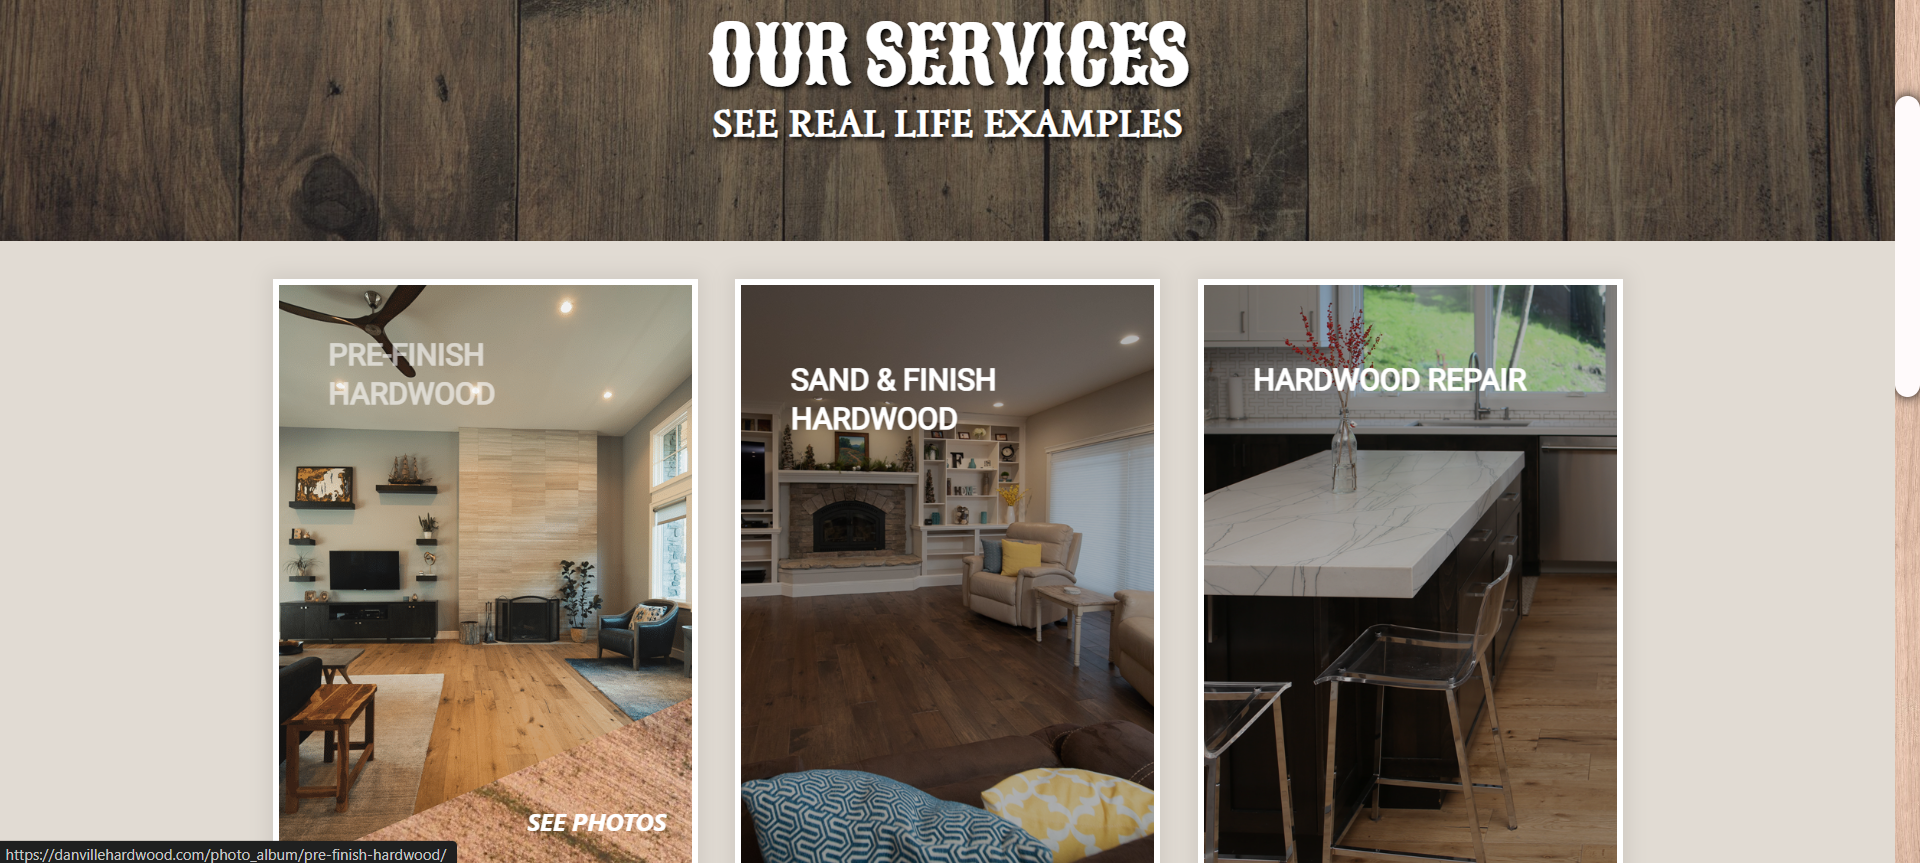 OUR SERVICES
SEE REAL LIFE EXAMPLES
PRE-FINISH
HARDWOOD
SAND & FINISH
HARDWOOD
HARDWOOD REPAIR
SEE PHOTOS
https://danvillehardwood.com/photo_album/pre-finish-hardwood/